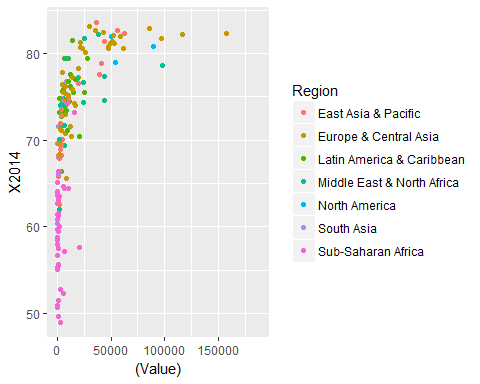 80
70
60
50
X2014
0
50000
100000
150000
(Value)
Region
East Asia & Pacific
Europe & Central Asia
Latin America & Caribbean
Middle East & North Africa
North America
South Asia
Sub-Saharan Africa